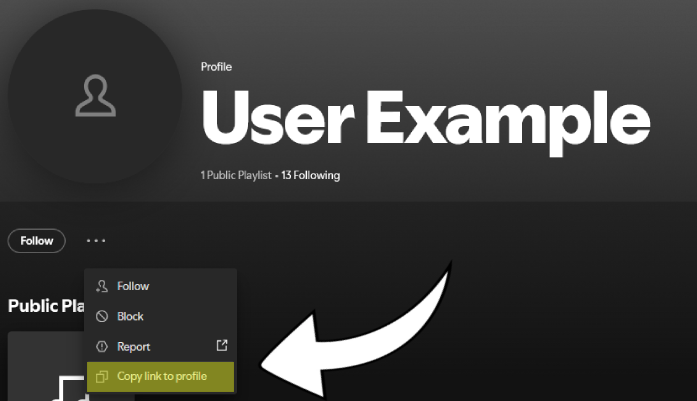 Profile
User Example
1 Public Playlist • 13 Following
Follow
Follow
Block
Report
Copy link to profile
Public Pla